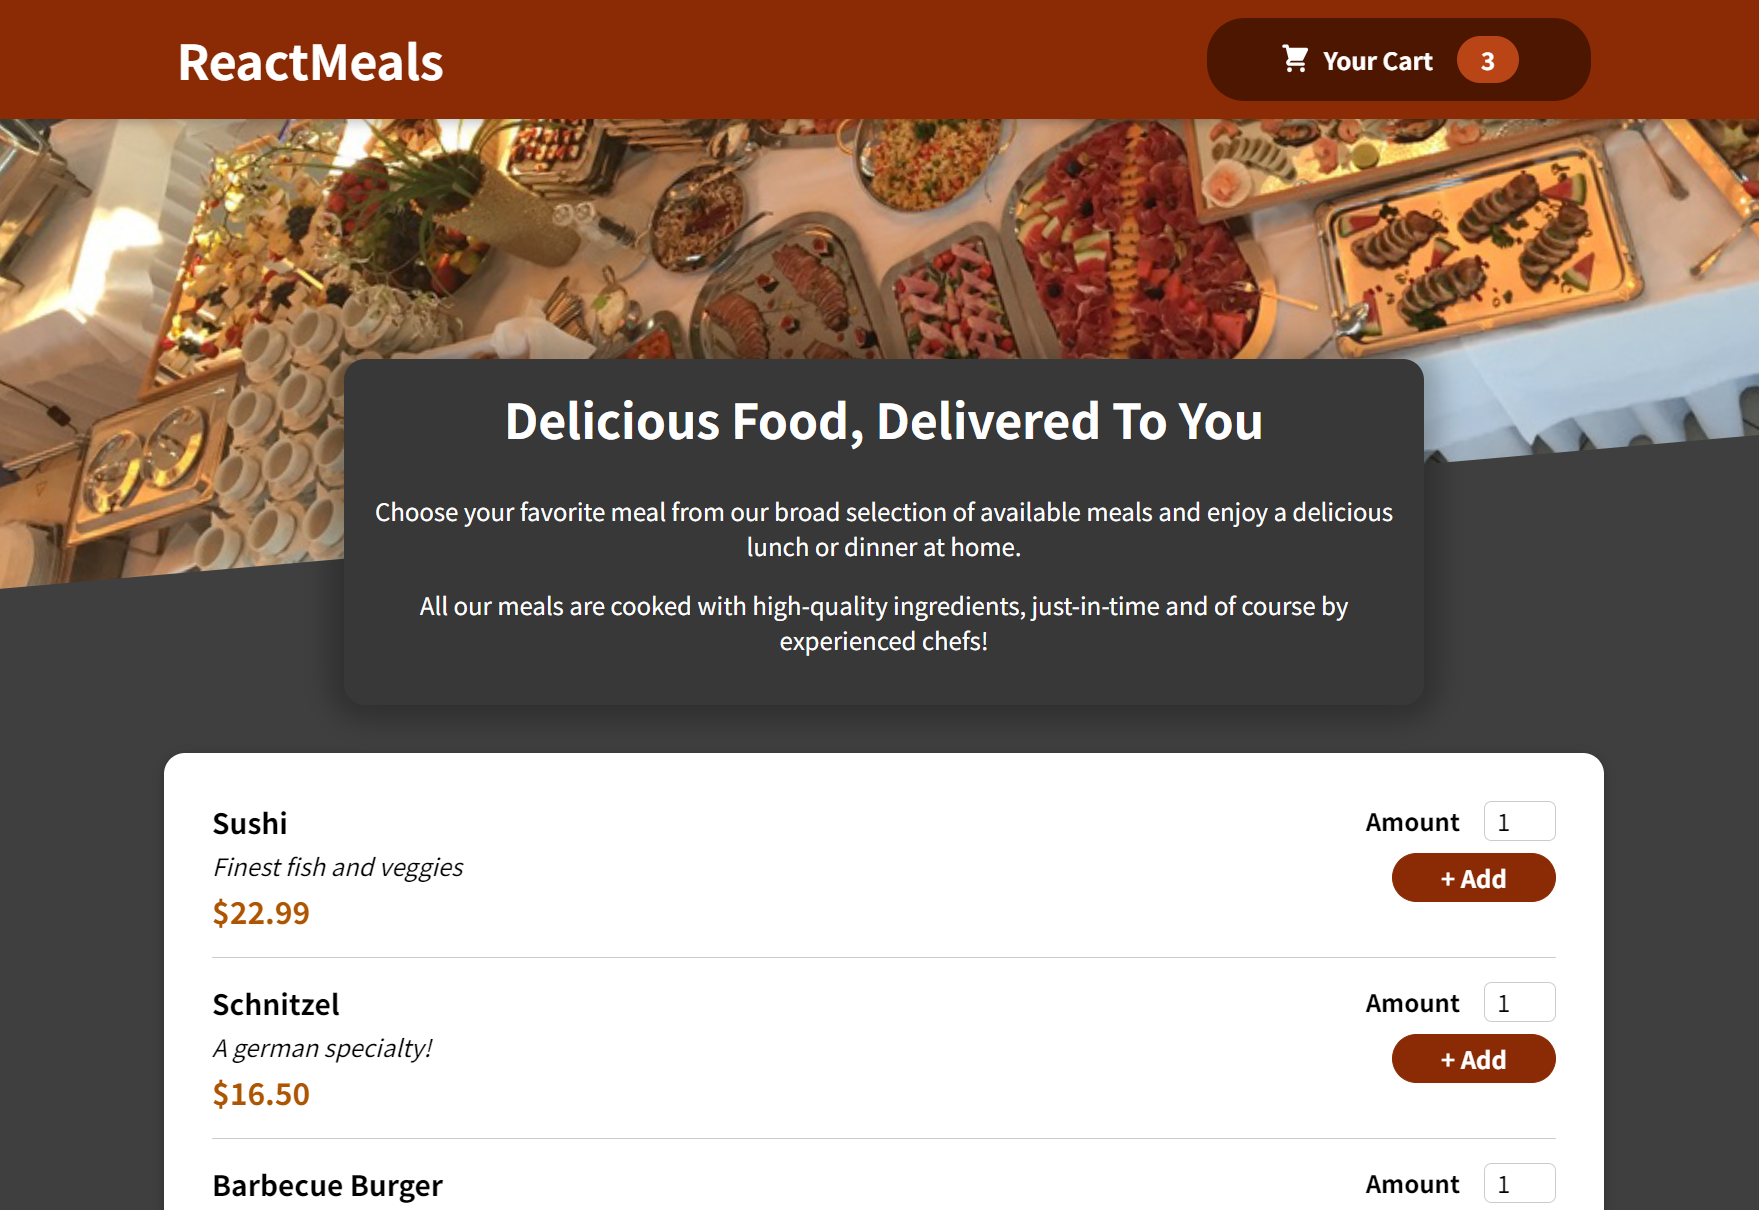 ReactMeals
Your Cart 3
Delicious Food, Delivered To You
Choose your favorite meal from our broad selection of available meals and enjoy a delicious
lunch or dinner at home.
All our meals are cooked with high-quality ingredients, just-in-time and of course by
experienced chefs!
Sushi
Finest fish and veggies
$22.99
Amount 1
+ Add
Schnitzel
A german specialty!
$16.50
Amount 1
+ Add
Barbecue Burger
Amount 1